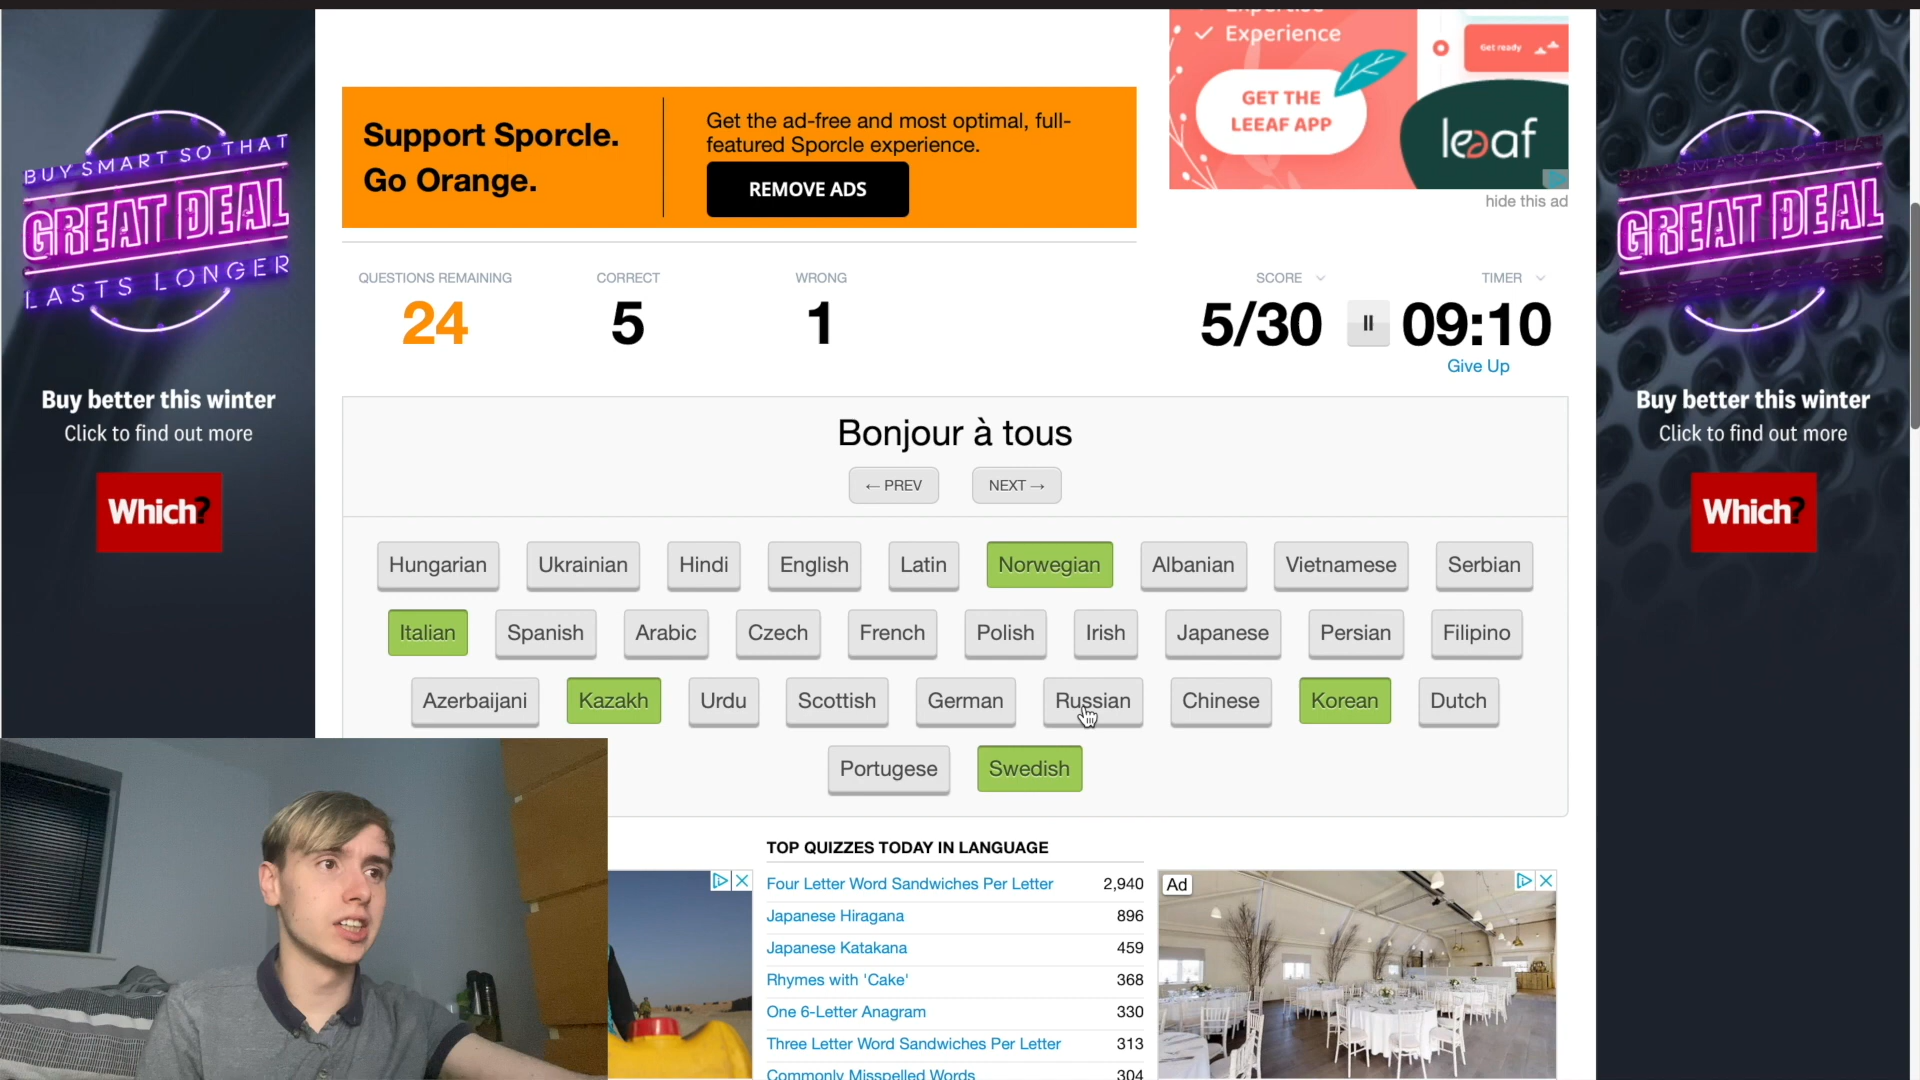 BUY SMART SO THAT
GREAT DEAL
LASTS LONGER
Buy better this winter
Click to find out more
Which?
Support Sporcle.
Go Orange.
Get the ad-free and most optimal, full-
featured Sporcle experience.
REMOVE ADS
Expertise
Experience
GET THE
LEEAF APP
Get ready
leeaf
hide this ad
QUESTIONS REMAINING
24
CORRECT
5
WRONG
1
SCORE
5/30
TIMER
09:10
Give Up
Bonjour à tous
← PREV
NEXT →
Hungarian
Ukrainian
Hindi
English
Latin
Norwegian
Albanian
Vietnamese
Serbian
Italian
Spanish
Arabic
Czech
French
Polish
Irish
Japanese
Persian
Filipino
Azerbaijani
Kazakh
Urdu
Scottish
German
Russian
Chinese
Korean
Dutch
Portugese
Swedish
TOP QUIZZES TODAY IN LANGUAGE
Four Letter Word Sandwiches Per Letter 2,940
Japanese Hiragana 896
Japanese Katakana 459
Rhymes with 'Cake' 368
One 6-Letter Anagram 330
Three Letter Word Sandwiches Per Letter 313
Commonly Misspelled Words 304
Ad
BUY SMART SO THAT
GREAT DEAL
LASTS LONGER
Buy better this winter
Click to find out more
Which?